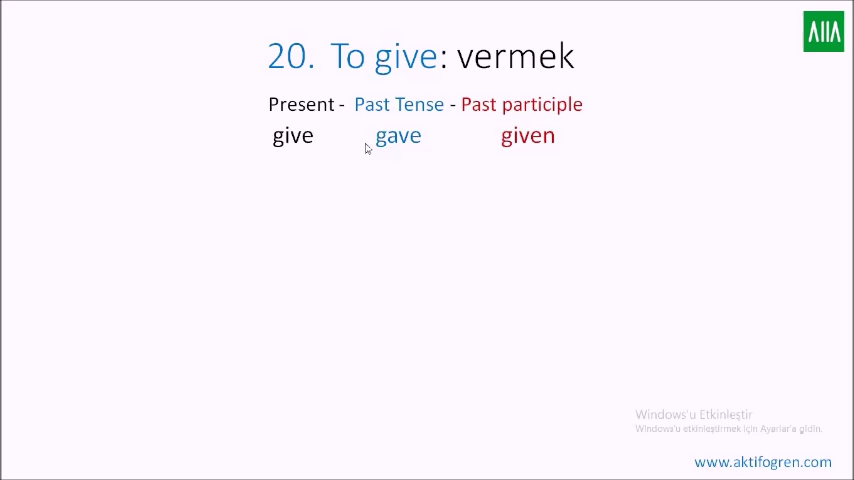 20. To give: vermek
Present - Past Tense - Past participle
give gave given
Windows'u Etkinleştir
Windows'u etkinleştirmek için Ayarlar'a gidin.
www.aktifogren.com